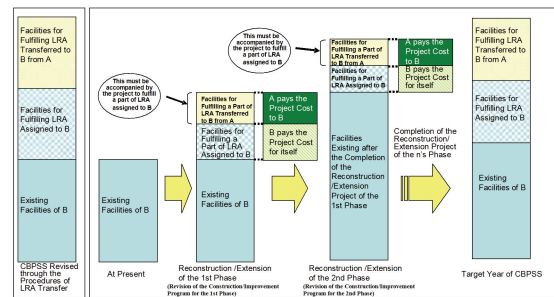 Facilities for
Fulfilling LRA
Transferred to
B from A
Facilities for
Fulfilling LRA
Assigned to B
Existing
Facilities of B
CBPSS Revised
through the
Procedures of
LRA Transfer
Existing
Facilities of B
At Present
This must be
accompanied by
the project to fulfill
a part of LRA
assigned to B
Facilities for
Fulfilling a Part
of LRA Transferred
to B from A
Facilities for
Fulfilling a
Part of LRA
Assigned to B
Existing
Facilities of B
A pays the
Project Cost
to B
B pays the
Project Cost
for itself
Reconstruction /Extension
of the 1st Phase
(Revision of the Construction/Improvement
Program for the 1st Phase)
This must be
accompanied by
the project to fulfill
a part of LRA
assigned to B
Facilities for
Fulfilling a Part
of LRA Transferred
to B from A
Facilities for
Fulfilling a Part
of LRA Assigned to B
Facilities
Existing after the
Completion of
the
Reconstruction
/Extension
Project of the
1st Phase
A pays the
Project Cost to
B
B pays the
Project Cost
for itself
Reconstruction /Extension
of the 2nd Phase
(Revision of the Construction/Improvement
Program for the 2nd Phase)
Completion of the
Reconstruction/
Extension Project
of the n's Phase
Facilities for
Fulfilling LRA
Transferred to
B from A
Facilities for
Fulfilling LRA
Assigned to B
Existing
Facilities of B
Target Year of CBPSS